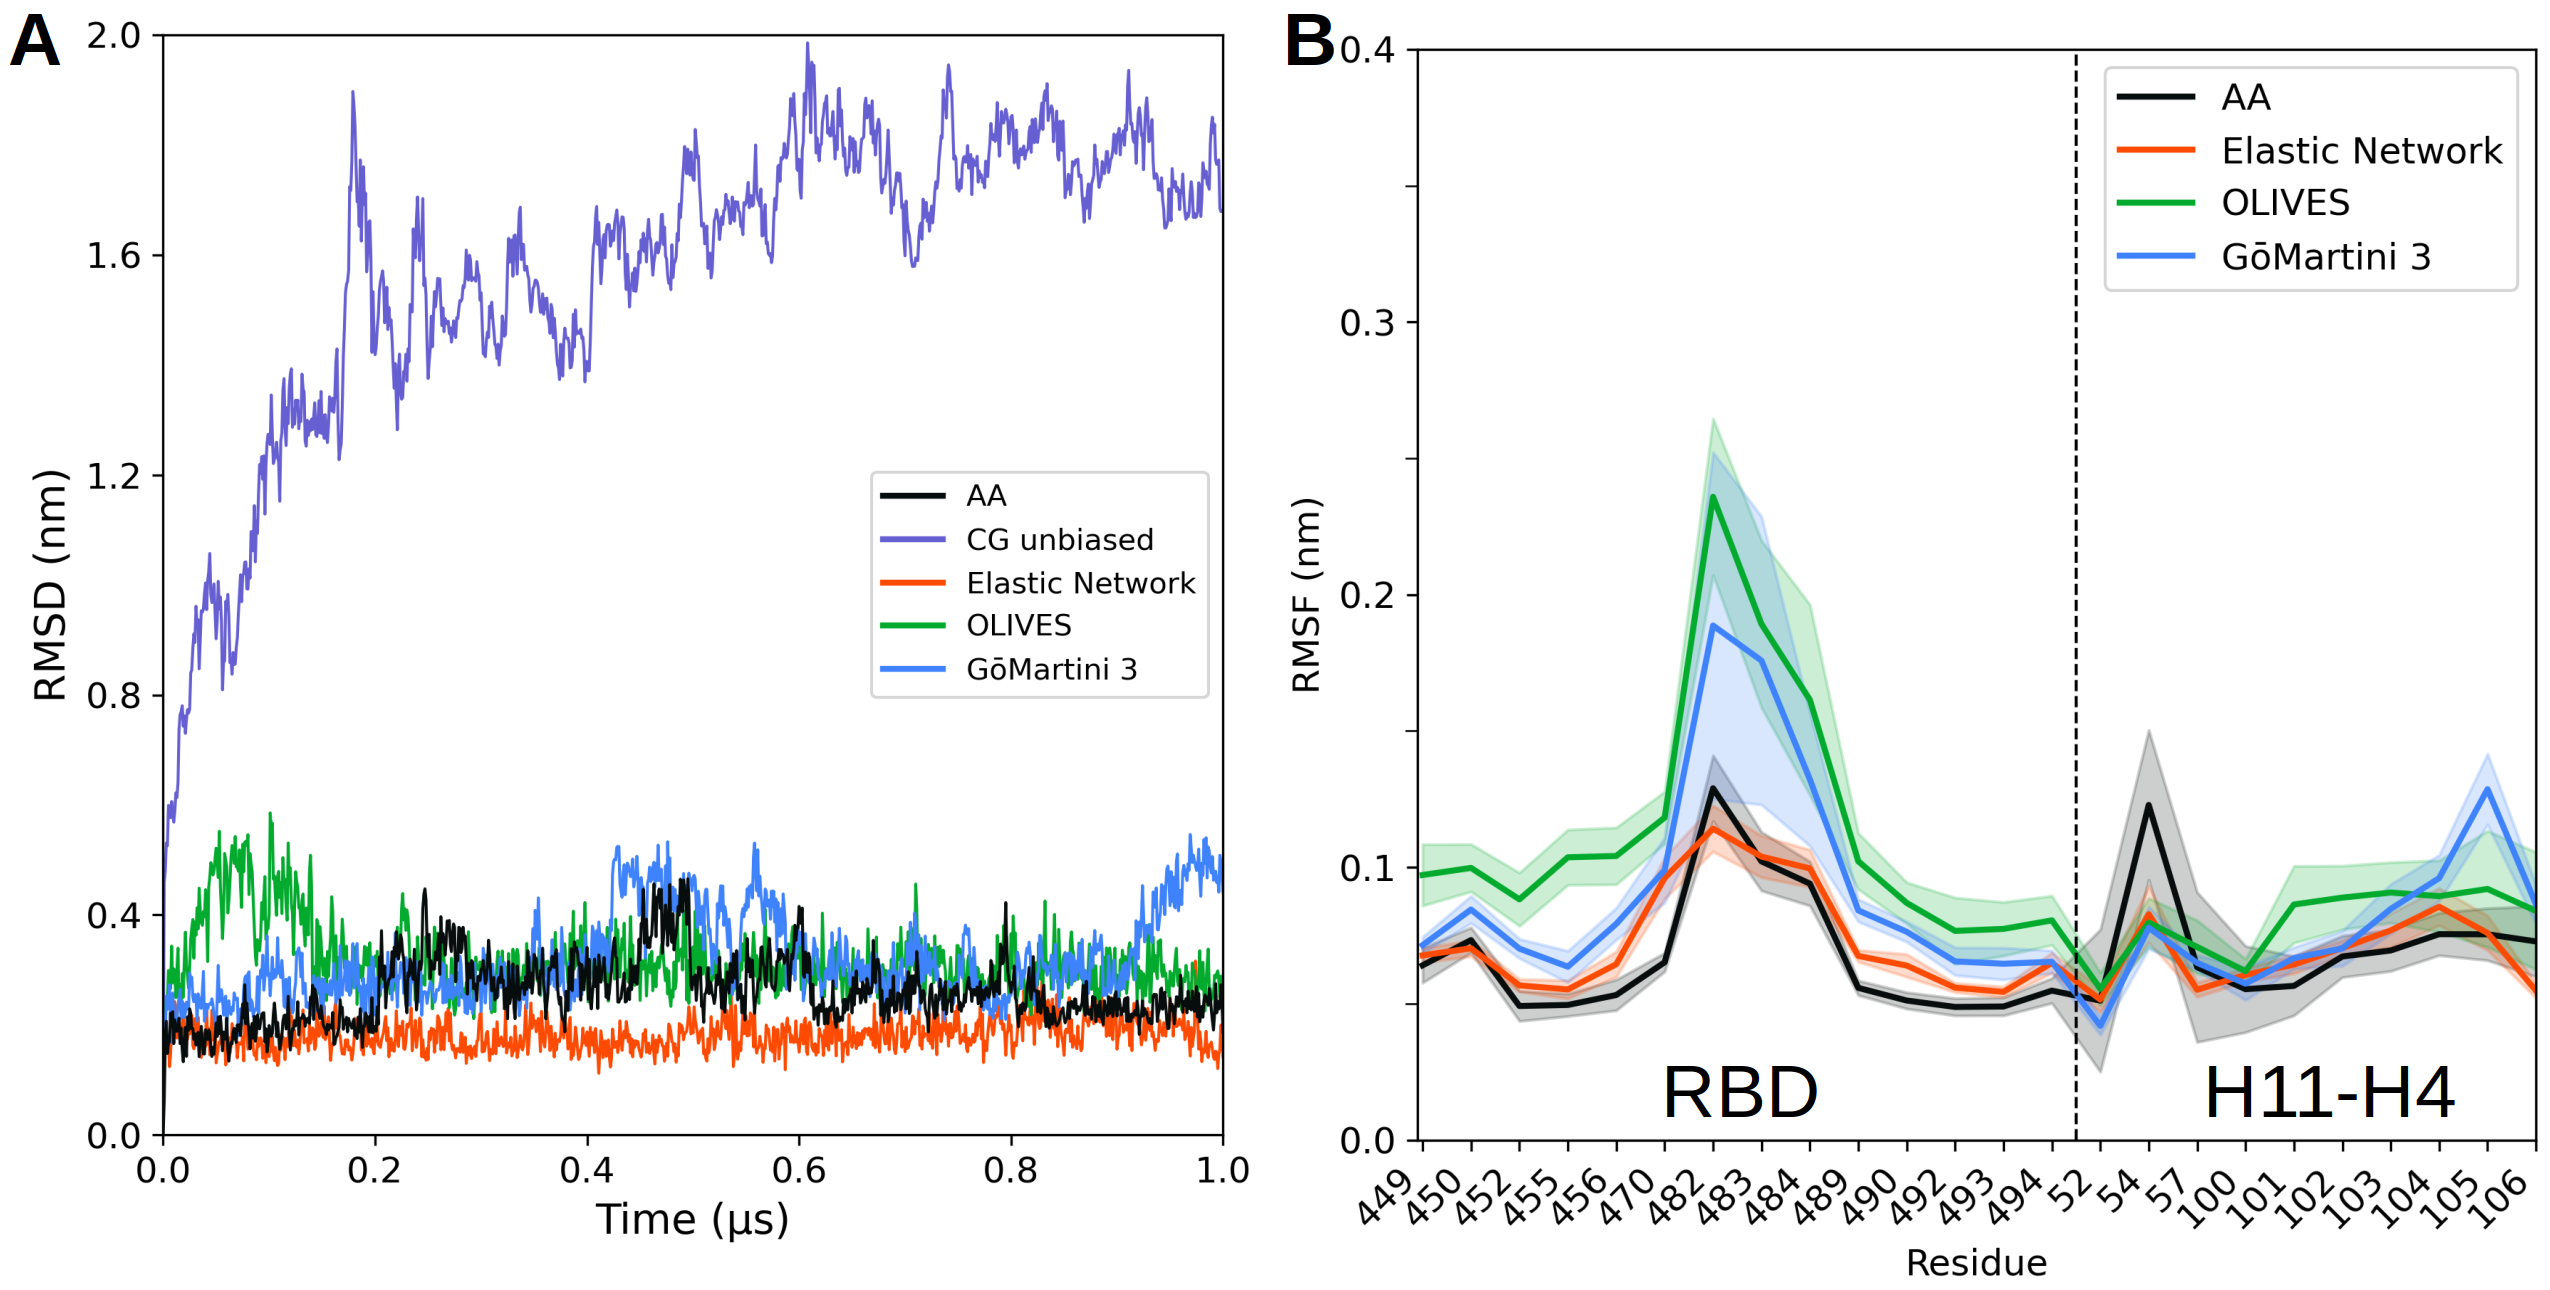 A
2.0
1.6
1.2
0.8
0.4
0.0
RMSD (nm)
AA
CG unbiased
Elastic Network
OLIVES
GōMartini 3
0.0 0.2 0.4 0.6 0.8 1.0
Time (μs)
B
0.4
0.3
0.2
0.1
0.0
RMSF (nm)
AA
Elastic Network
OLIVES
GōMartini 3
RBD
H11-H4
449 450 452 455 456 470 482 483 484 489 490 492 493 494 52 54 57 100 101 102 103 104 105 106
Residue